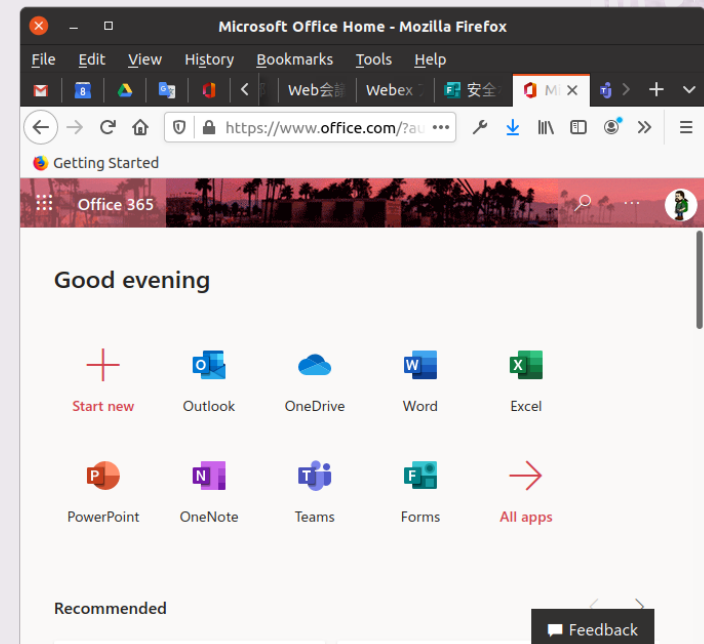 Microsoft Office Home - Mozilla Firefox
File Edit View History Bookmarks Tools Help
8 Web会 Webex 安全 M
https://www.office.com/?au
Getting Started
Office 365
Good evening
Start new Outlook OneDrive Word Excel
PowerPoint OneNote Teams Forms All apps
Recommended
Feedback